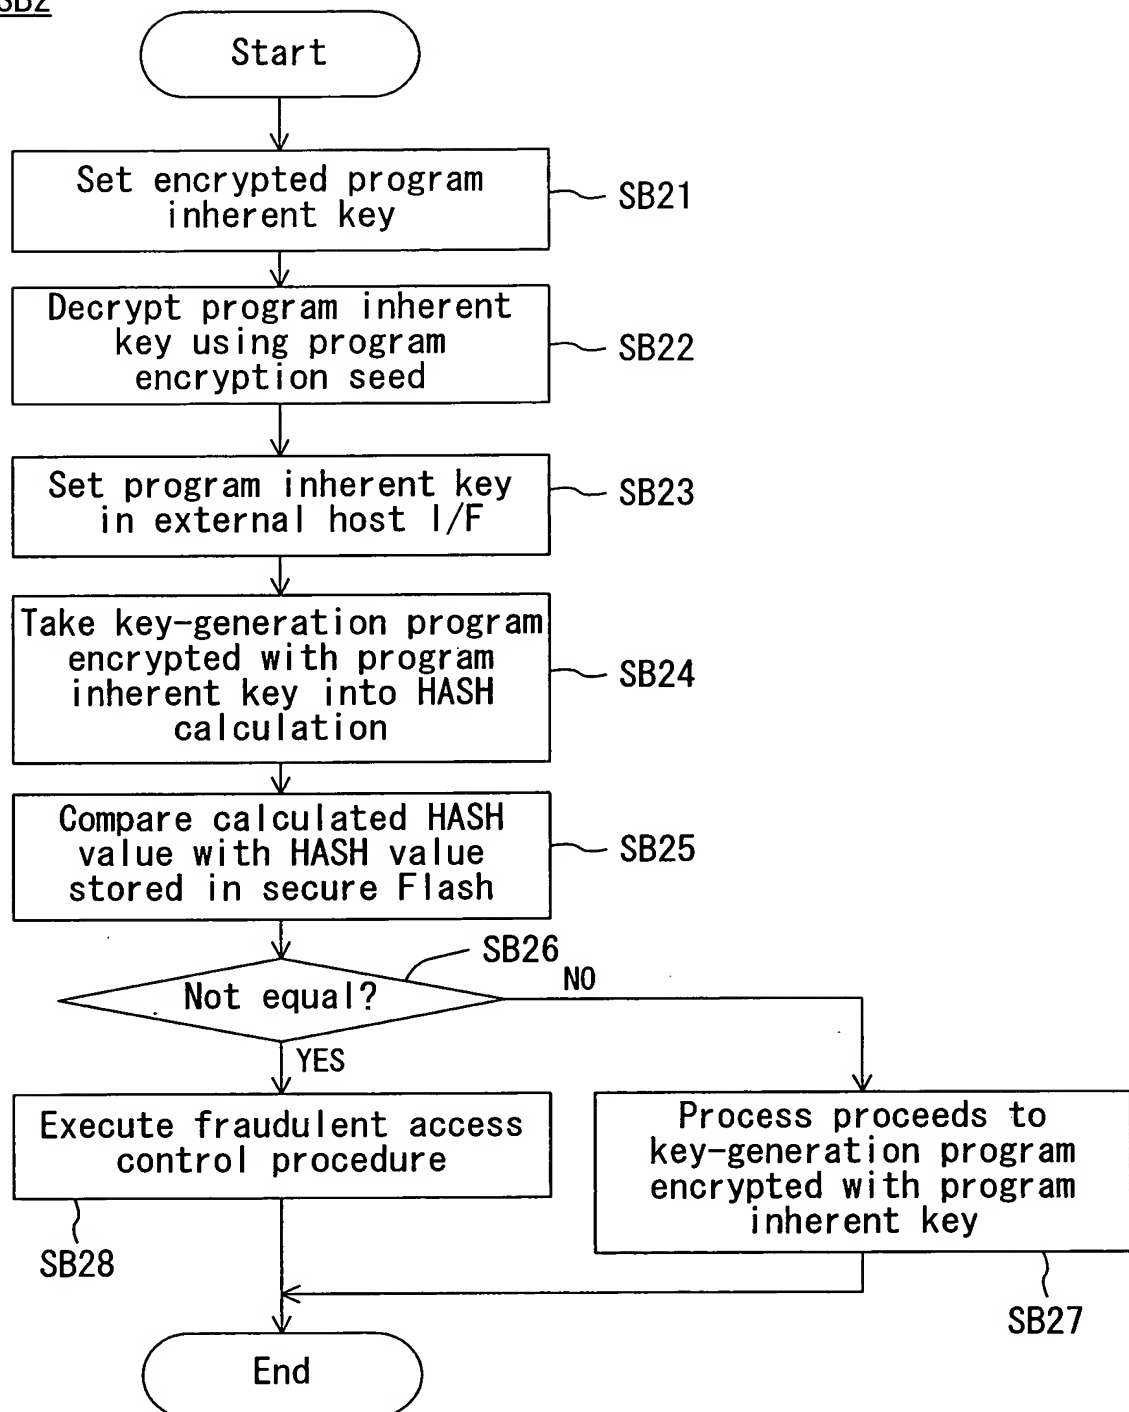 SB2
Start
Set encrypted program
inherent key
SB21
Decrypt program inherent
key using program
encryption seed
SB22
Set program inherent key
in external host I/F
SB23
Take key-generation program
encrypted with program
inherent key into HASH
calculation
SB24
Compare calculated HASH
value with HASH value
stored in secure Flash
SB25
SB26
Not equal?
NO
YES
Execute fraudulent access
control procedure
SB28
Process proceeds to
key-generation program
encrypted with program
inherent key
SB27
End